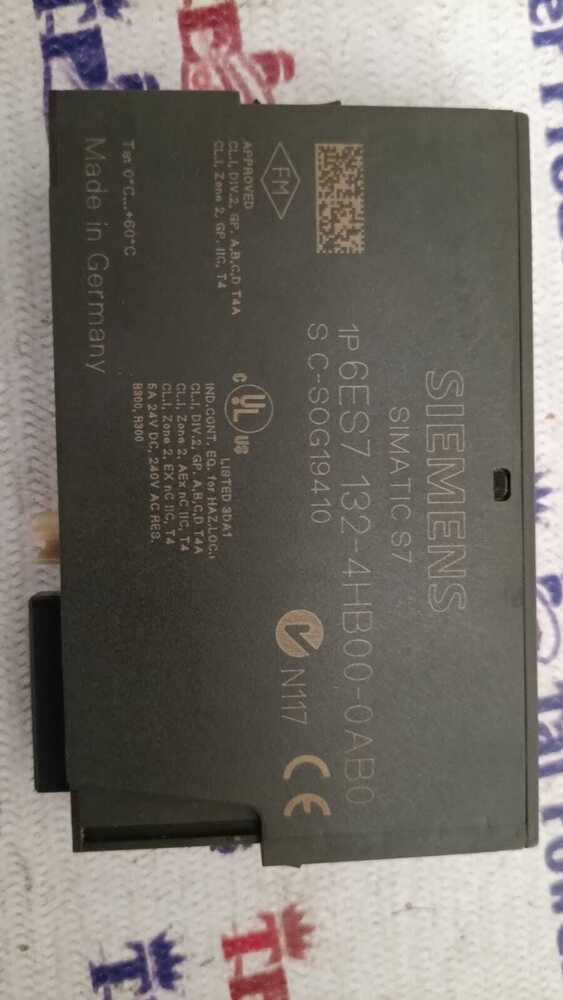 SIEMENS
SIMATIC S7
1P 6ES7 132-4HB00-0AB0
S C-S0G19410
N117
CE
FM
APPROVED
CL.I, DIV.2, GP. A,B,C,D T4A
CL.I, Zone 2, GP. IIC, T4
C UL US
LISTED 3DA1
IND.CONT. EQ. for HAZ.LOC.:
CL.I, DIV.2, GP. A,B,C,D T4A
CL.I, Zone 2, AEx nC IIC, T4
CL.I, Zone 2, EX nC IIC, T4
5A 24V DC, 240V AC RES.
B300, R300
0°C...+60°C
Made in Germany